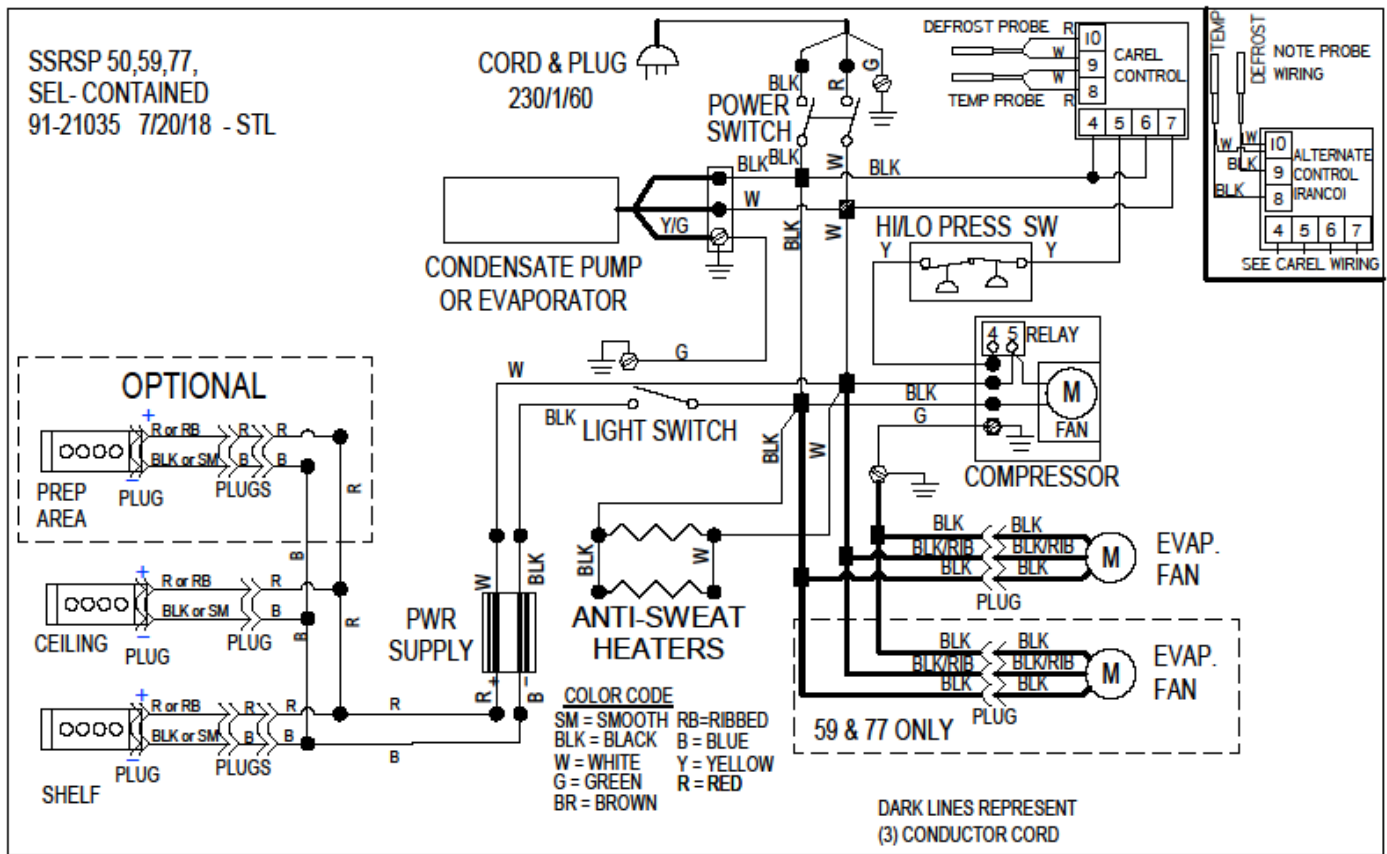 SSRSP 50,59,77,
SEL- CONTAINED
91-21035 7/20/18 - STL
CORD & PLUG
230/1/60
BLK
R
G
POWER
SWITCH
BLK
W
DEFROST PROBE
R
W
TEMP PROBE
W
R
10
9
8
CAREL
CONTROL
4 5 6 7
TEMP
DEFROST
NOTE PROBE
WIRING
W
W
BLK
BLK
10
9
8
ALTERNATE
CONTROL
IRANCOI
4 5 6 7
SEE CAREL WIRING
BLK
BLK
W
Y/G
CONDENSATE PUMP
OR EVAPORATOR
BLK
W
G
HI/LO PRESS SW
Y
Y
4 5 RELAY
M
FAN
BLK
G
COMPRESSOR
W
BLK
LIGHT SWITCH
BLK
W
OPTIONAL
+
R or RB
R
R
BLK or SM
B
B
–
PREP
AREA
PLUG
PLUGS
R
B
+
R or RB
R
BLK or SM
B
–
CEILING
PLUG
PLUG
R
B
+
R or RB
R
R
R
BLK or SM
B
B
B
–
PLUG
PLUGS
SHELF
W
BLK
PWR
SUPPLY
R
+
–
B
BLK
W
ANTI-SWEAT
HEATERS
COLOR CODE
SM = SMOOTH RB=RIBBED
BLK = BLACK B = BLUE
W = WHITE Y = YELLOW
G = GREEN R = RED
BR = BROWN
BLK
BLK
BLK/RIB
BLK/RIB
BLK
BLK
PLUG
M
EVAP.
FAN
BLK
BLK
BLK/RIB
BLK/RIB
BLK
BLK
PLUG
M
EVAP.
FAN
59 & 77 ONLY
DARK LINES REPRESENT
(3) CONDUCTOR CORD